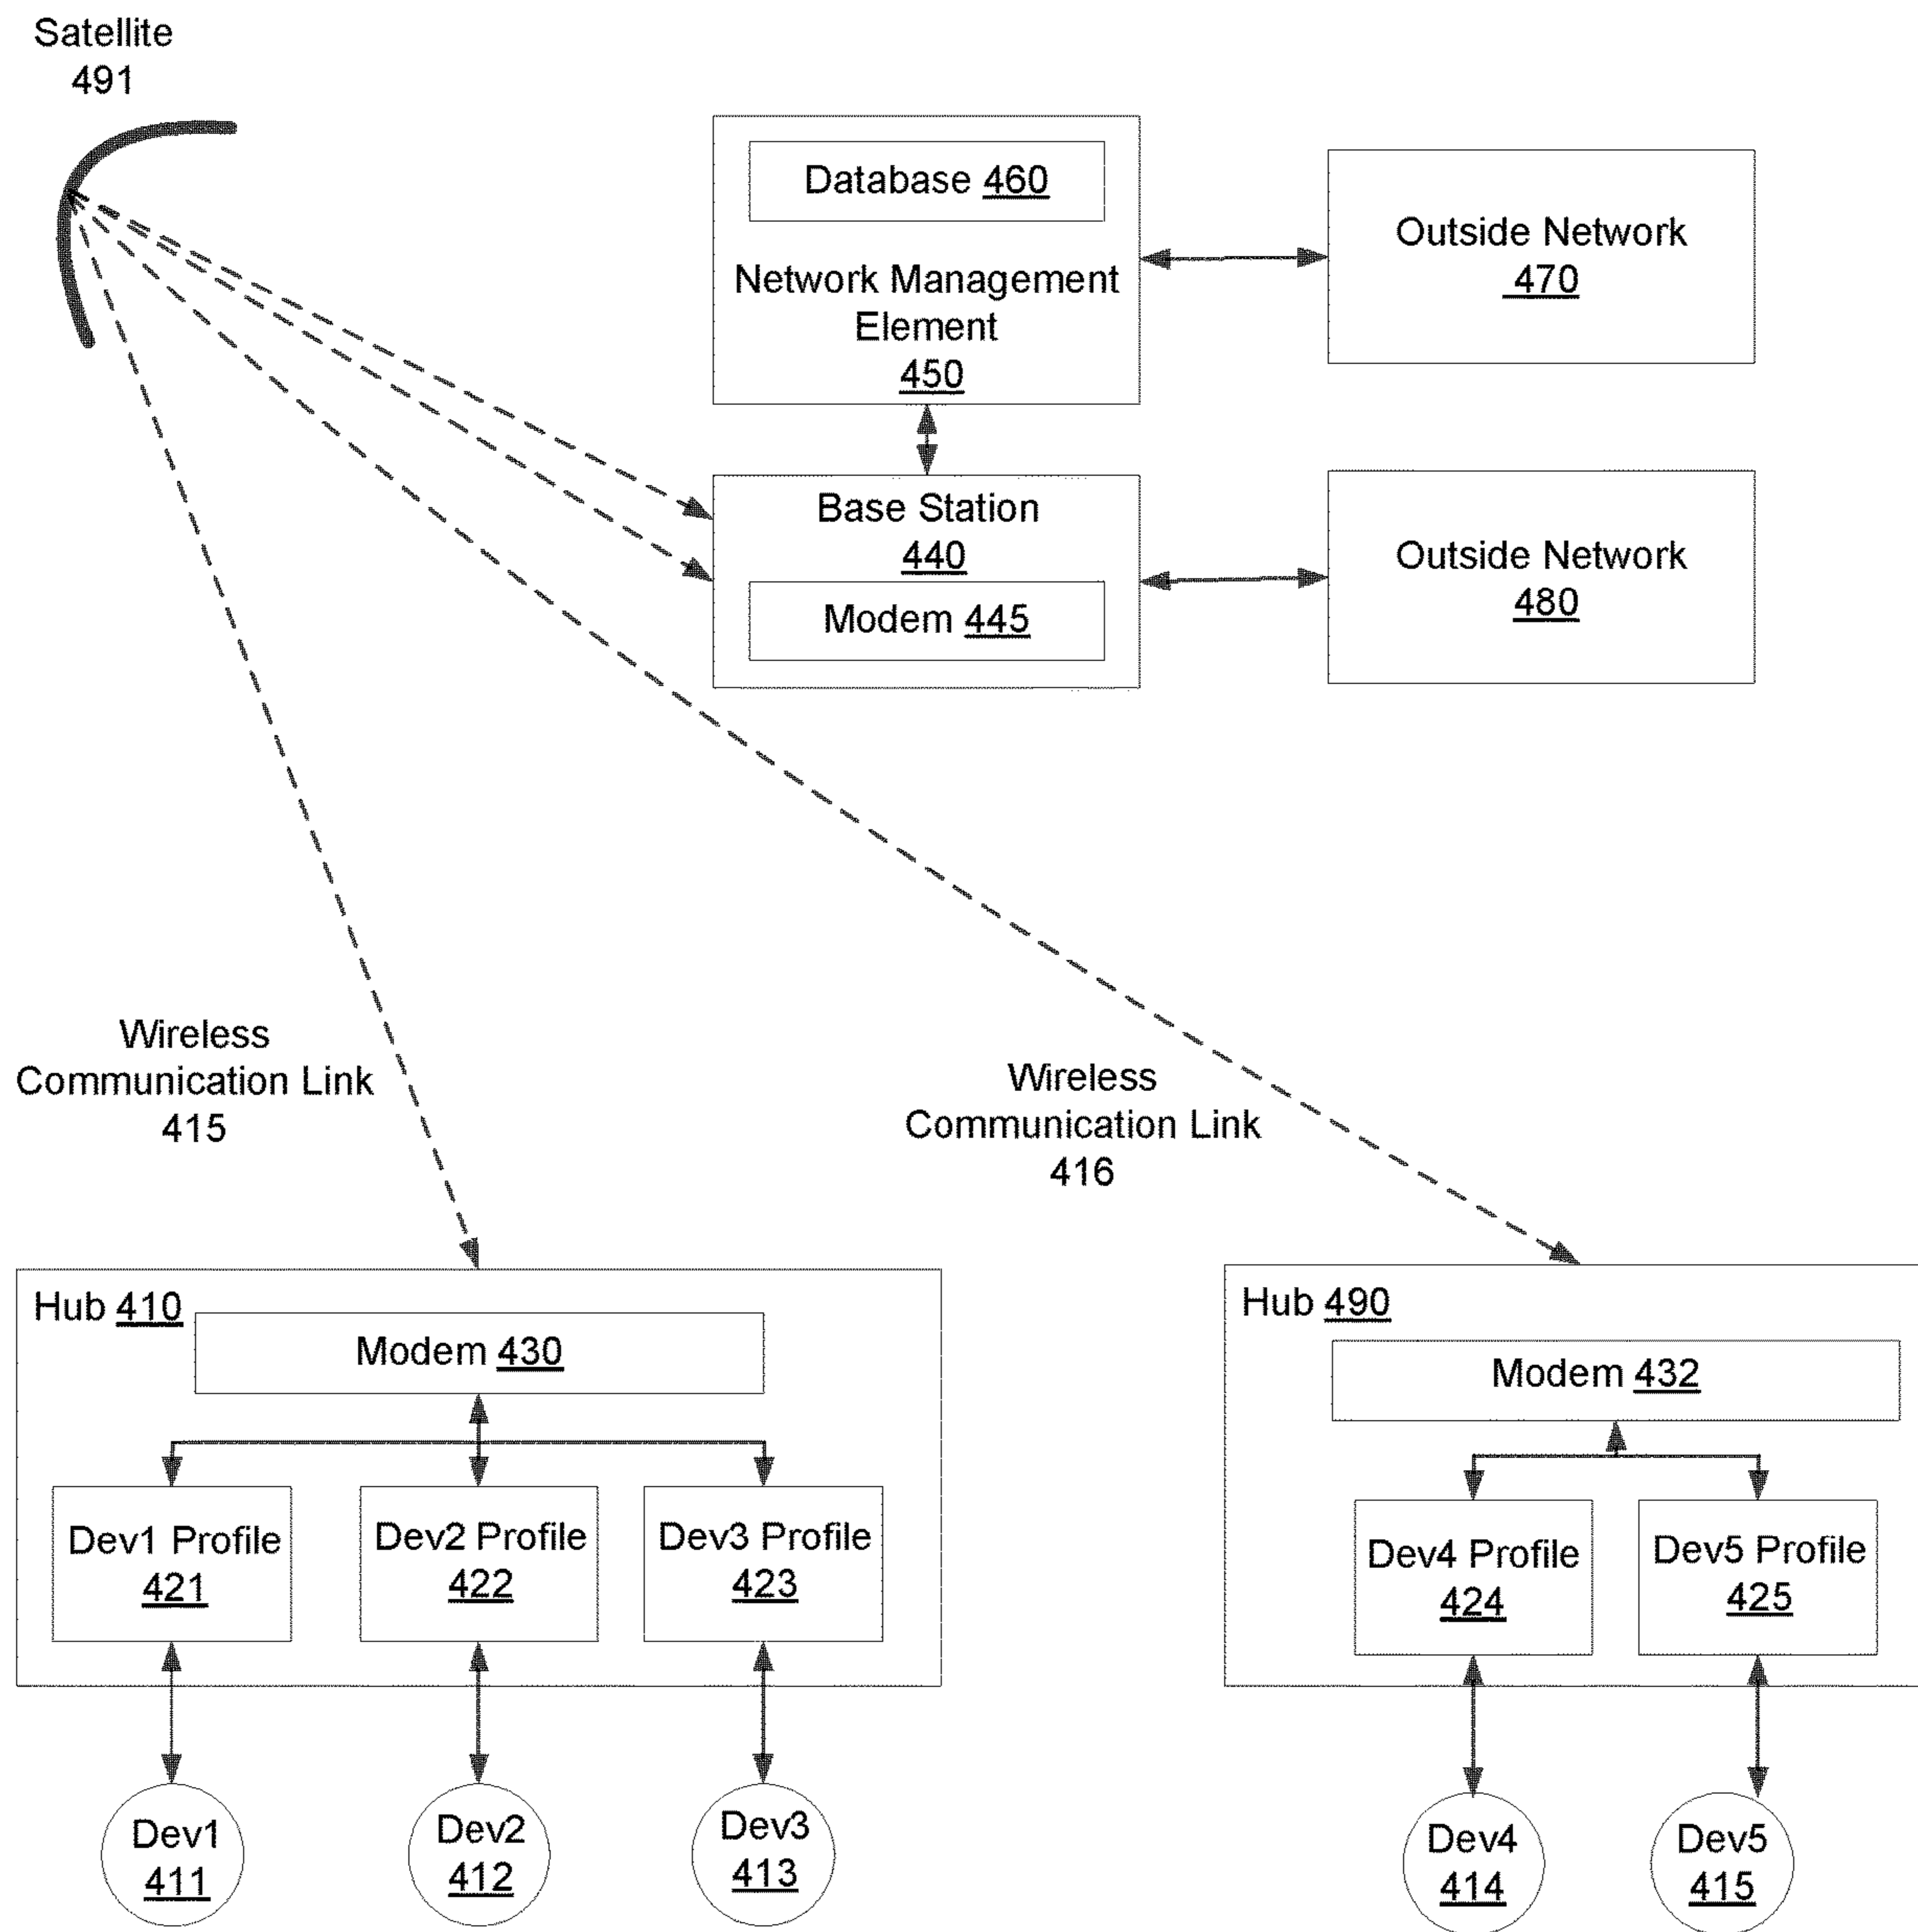 Satellite
491
Database 460
Network Management
Element
450
Outside Network
470
Base Station
440
Modem 445
Outside Network
480
Wireless
Communication Link
415
Wireless
Communication Link
416
Hub 410
Modem 430
Dev1 Profile
421
Dev2 Profile
422
Dev3 Profile
423
Hub 490
Modem 432
Dev4 Profile
424
Dev5 Profile
425
Dev1
411
Dev2
412
Dev3
413
Dev4
414
Dev5
415